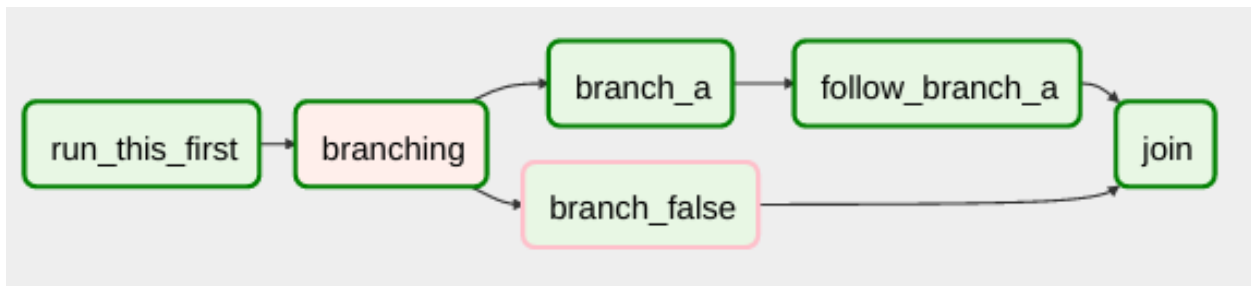 run_this_first
branching
branch_a
follow_branch_a
branch_false
join